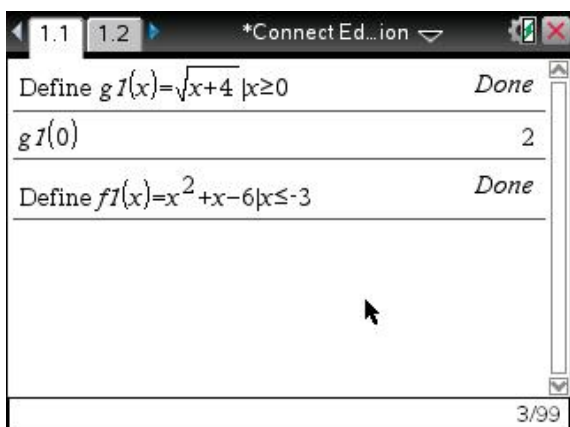 1.1 1.2 *Connect Ed…ion
Define g1(x)=√x+4 |x≥0 Done
g1(0) 2
Define f1(x)=x²+x-6|x≤-3 Done
3/99